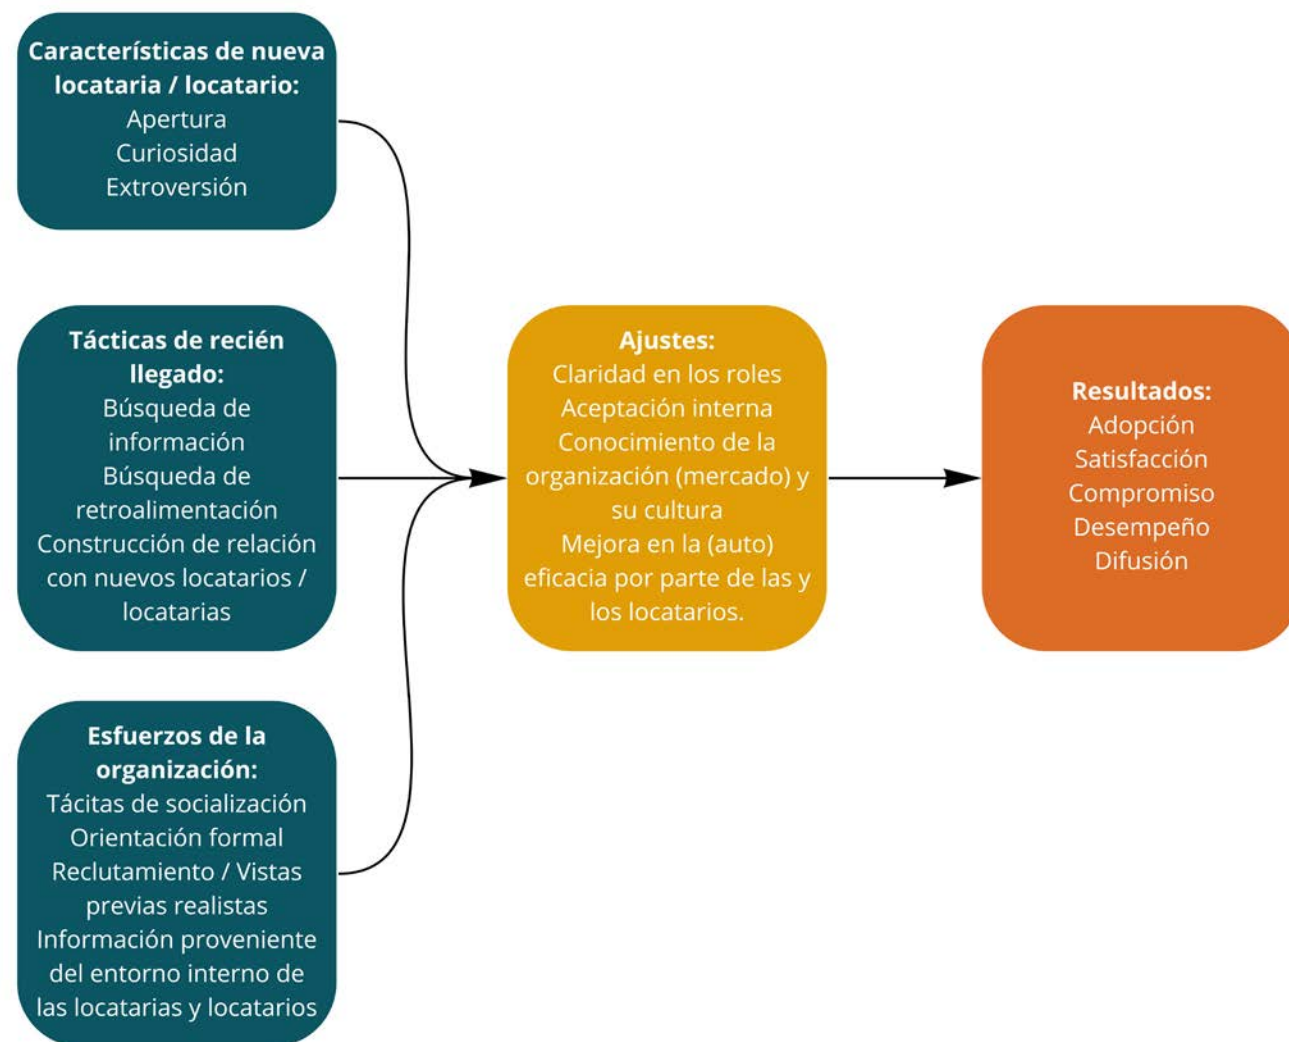 Características de nueva
locataria / locatario:
Apertura
Curiosidad
Extroversión
Tácticas de recién
llegado:
Búsqueda de
información
Búsqueda de
retroalimentación
Construcción de relación
con nuevos locatarios /
locatarias
Esfuerzos de la
organización:
Tácitas de socialización
Orientación formal
Reclutamiento / Vistas
previas realistas
Información proveniente
del entorno interno de
las locatarias y locatarios
Ajustes:
Claridad en los roles
Aceptación interna
Conocimiento de la
organización (mercado) y
su cultura
Mejora en la (auto)
eficacia por parte de las y
los locatarios.
Resultados:
Adopción
Satisfacción
Compromiso
Desempeño
Difusión